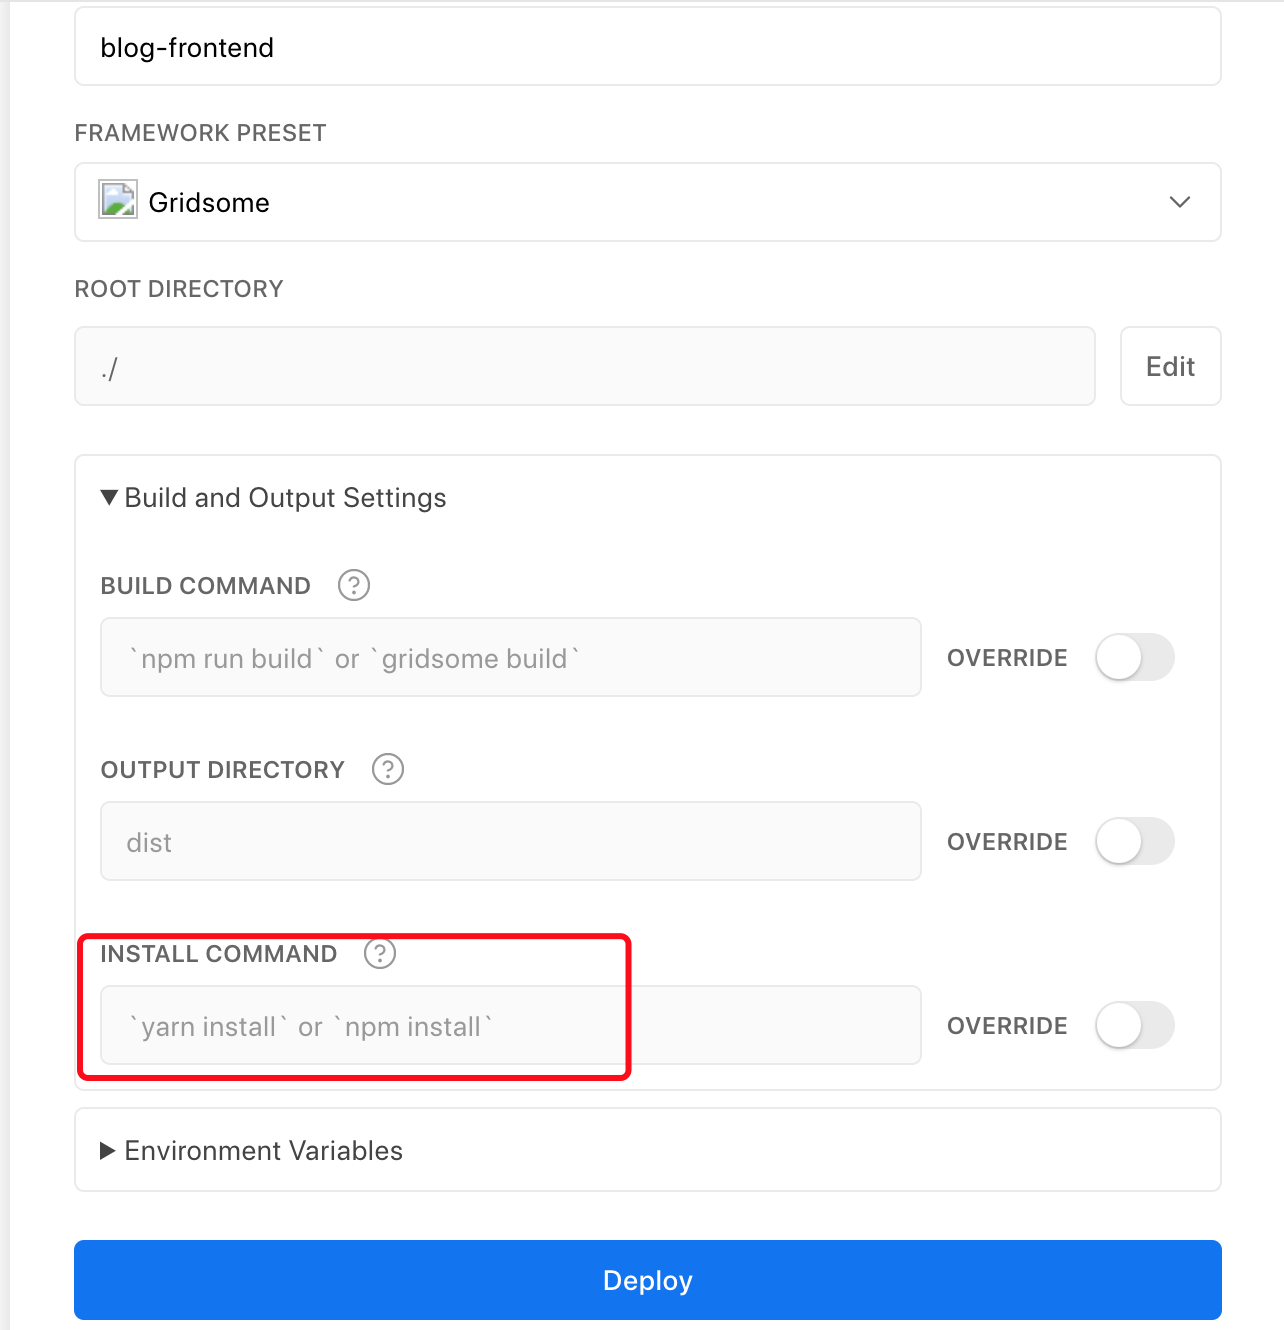 blog-frontend
FRAMEWORK PRESET
Gridsome
ROOT DIRECTORY
./
Edit
▼ Build and Output Settings
BUILD COMMAND ?
`npm run build` or `gridsome build`
OVERRIDE
OUTPUT DIRECTORY ?
dist
OVERRIDE
INSTALL COMMAND ?
`yarn install` or `npm install`
OVERRIDE
▶ Environment Variables
Deploy